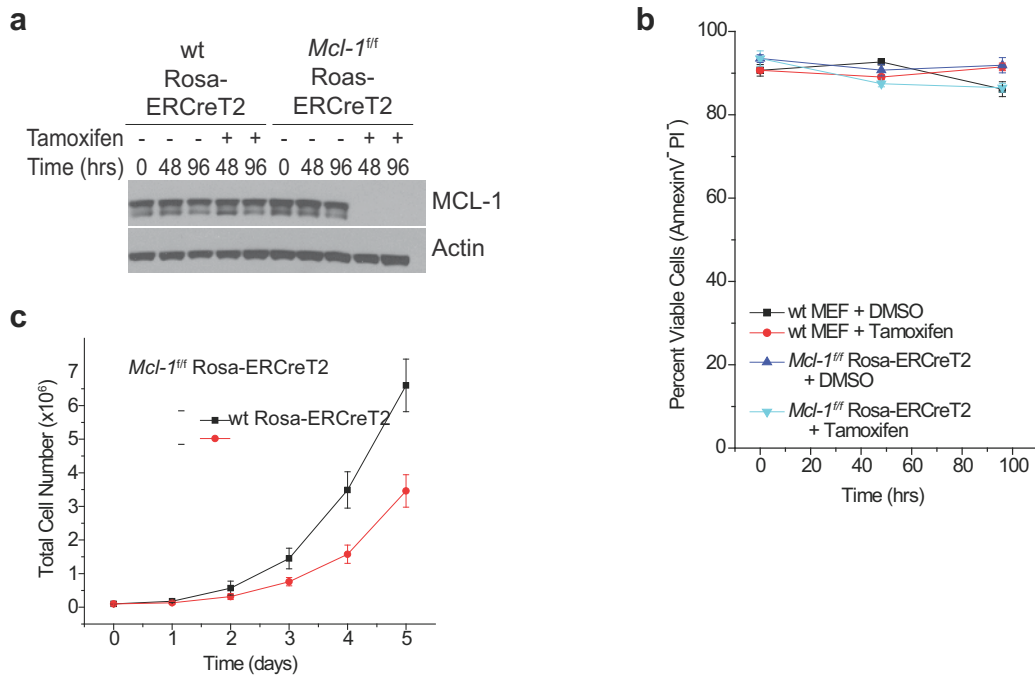 a
wt
Rosa-
ERCreT2
Mcl-1f/f
Roas-
ERCreT2
Tamoxifen - - - + + - - - + +
Time (hrs) 0 48 96 48 96 0 48 96 48 96
MCL-1
Actin
b
Percent Viable Cells (AnnexinV- PI-)
100
80
60
40
20
0
wt MEF + DMSO
wt MEF + Tamoxifen
Mcl-1f/f Rosa-ERCreT2
+ DMSO
Mcl-1f/f Rosa-ERCreT2
+ Tamoxifen
0 20 40 60 80 100
Time (hrs)
c
Total Cell Number (x10⁶)
7
6
5
4
3
2
1
0
Mcl-1f/f Rosa-ERCreT2
wt Rosa-ERCreT2
0 1 2 3 4 5
Time (days)